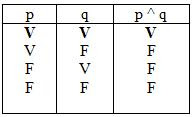 p q p ^ q
V V V
V F F
F V F
F F F